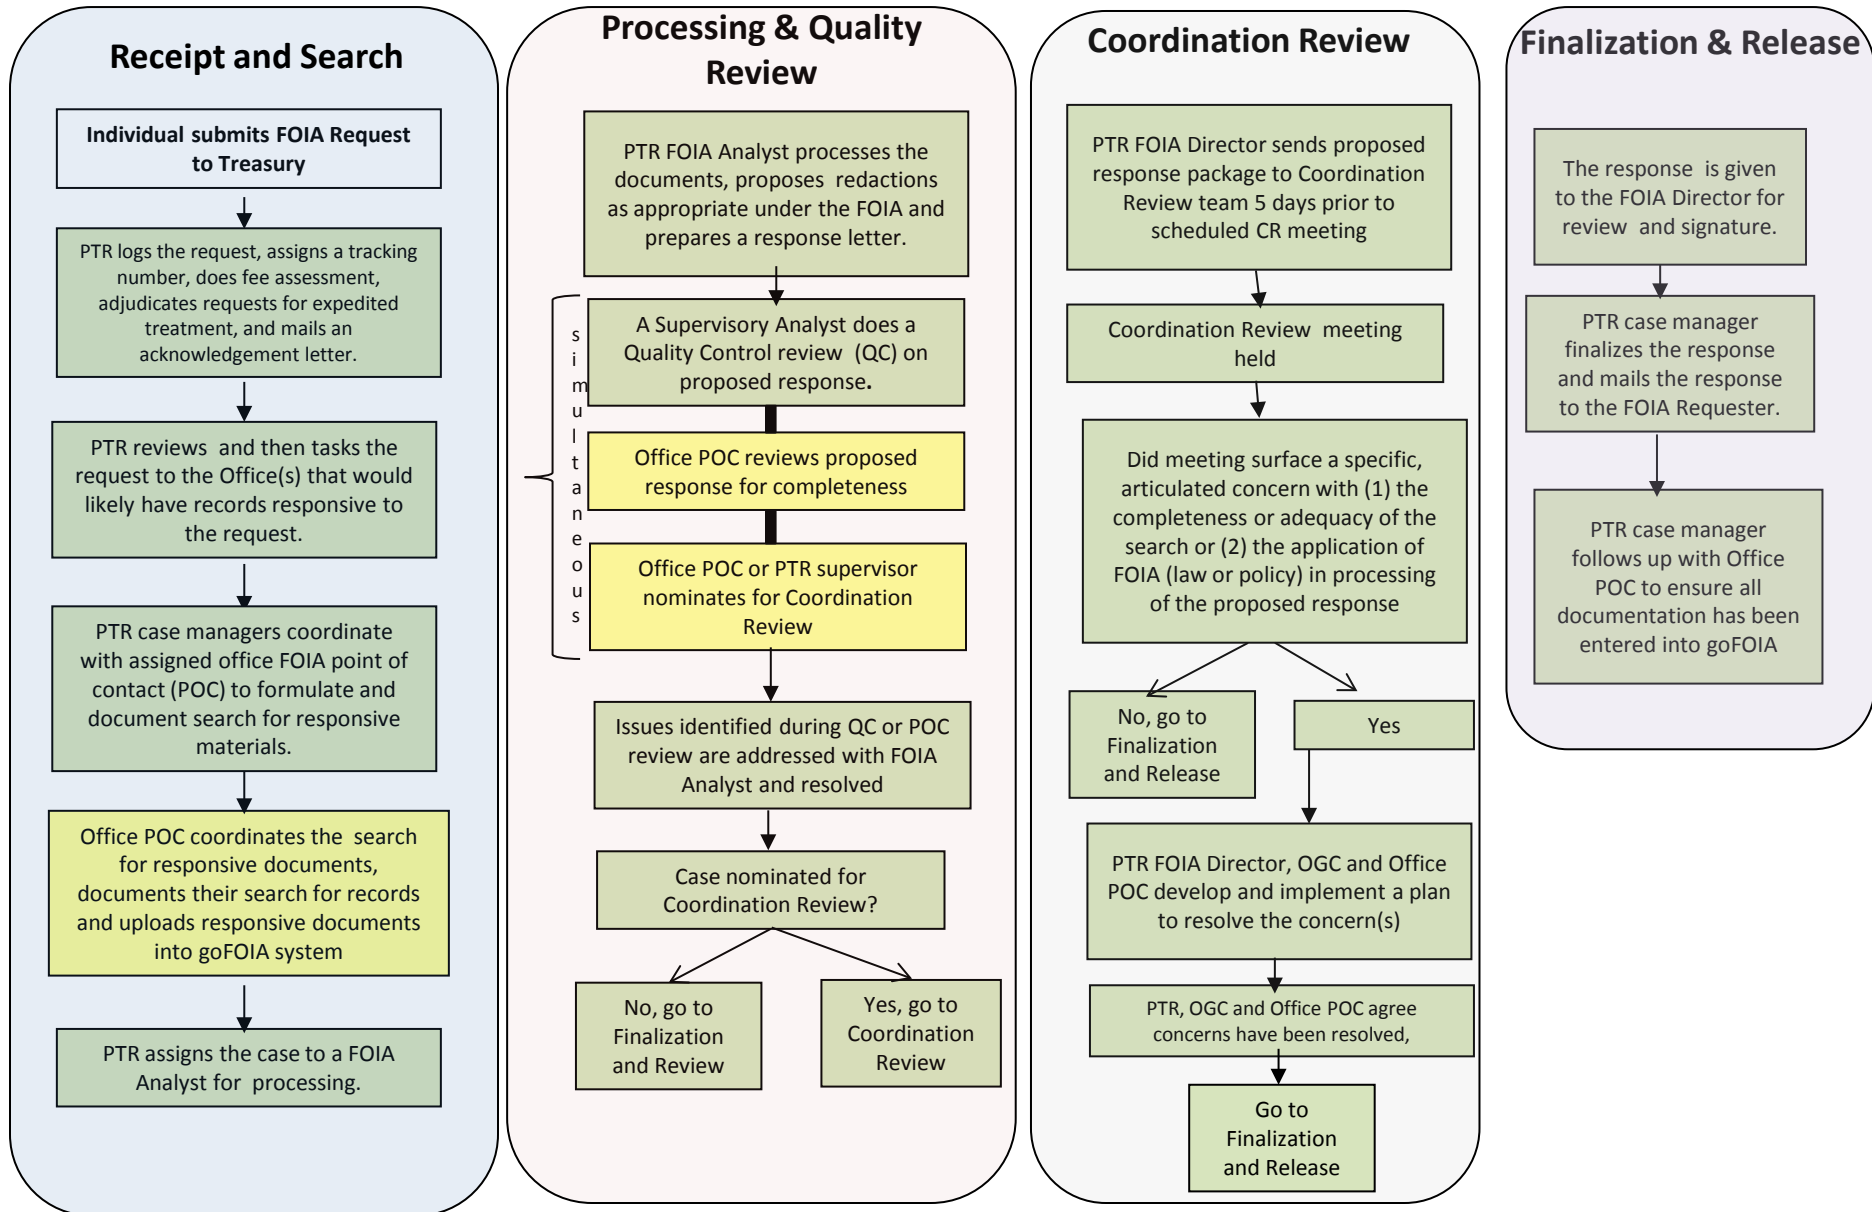 Receipt and Search
Individual submits FOIA Request
to Treasury
PTR logs the request, assigns a tracking
number, does fee assessment,
adjudicates requests for expedited
treatment, and mails an
acknowledgement letter.
PTR reviews and then tasks the
request to the Office(s) that would
likely have records responsive to
the request.
PTR case managers coordinate
with assigned office FOIA point of
contact (POC) to formulate and
document search for responsive
materials.
Office POC coordinates the search
for responsive documents,
documents their search for records
and uploads responsive documents
into goFOIA system
PTR assigns the case to a FOIA
Analyst for processing.
Processing & Quality
Review
PTR FOIA Analyst processes the
documents, proposes redactions
as appropriate under the FOIA and
prepares a response letter.
simultaneous
A Supervisory Analyst does a
Quality Control review (QC) on
proposed response.
Office POC reviews proposed
response for completeness
Office POC or PTR supervisor
nominates for Coordination
Review
Issues identified during QC or POC
review are addressed with FOIA
Analyst and resolved
Case nominated for
Coordination Review?
No, go to
Finalization
and Review
Yes, go to
Coordination
Review
Coordination Review
PTR FOIA Director sends proposed
response package to Coordination
Review team 5 days prior to
scheduled CR meeting
Coordination Review meeting
held
Did meeting surface a specific,
articulated concern with (1) the
completeness or adequacy of the
search or (2) the application of
FOIA (law or policy) in processing
of the proposed response
No, go to
Finalization
and Release
Yes
PTR FOIA Director, OGC and Office
POC develop and implement a plan
to resolve the concern(s)
PTR, OGC and Office POC agree
concerns have been resolved,
Go to
Finalization
and Release
Finalization & Release
The response is given
to the FOIA Director for
review and signature.
PTR case manager
finalizes the response
and mails the response
to the FOIA Requester.
PTR case manager
follows up with Office
POC to ensure all
documentation has been
entered into goFOIA